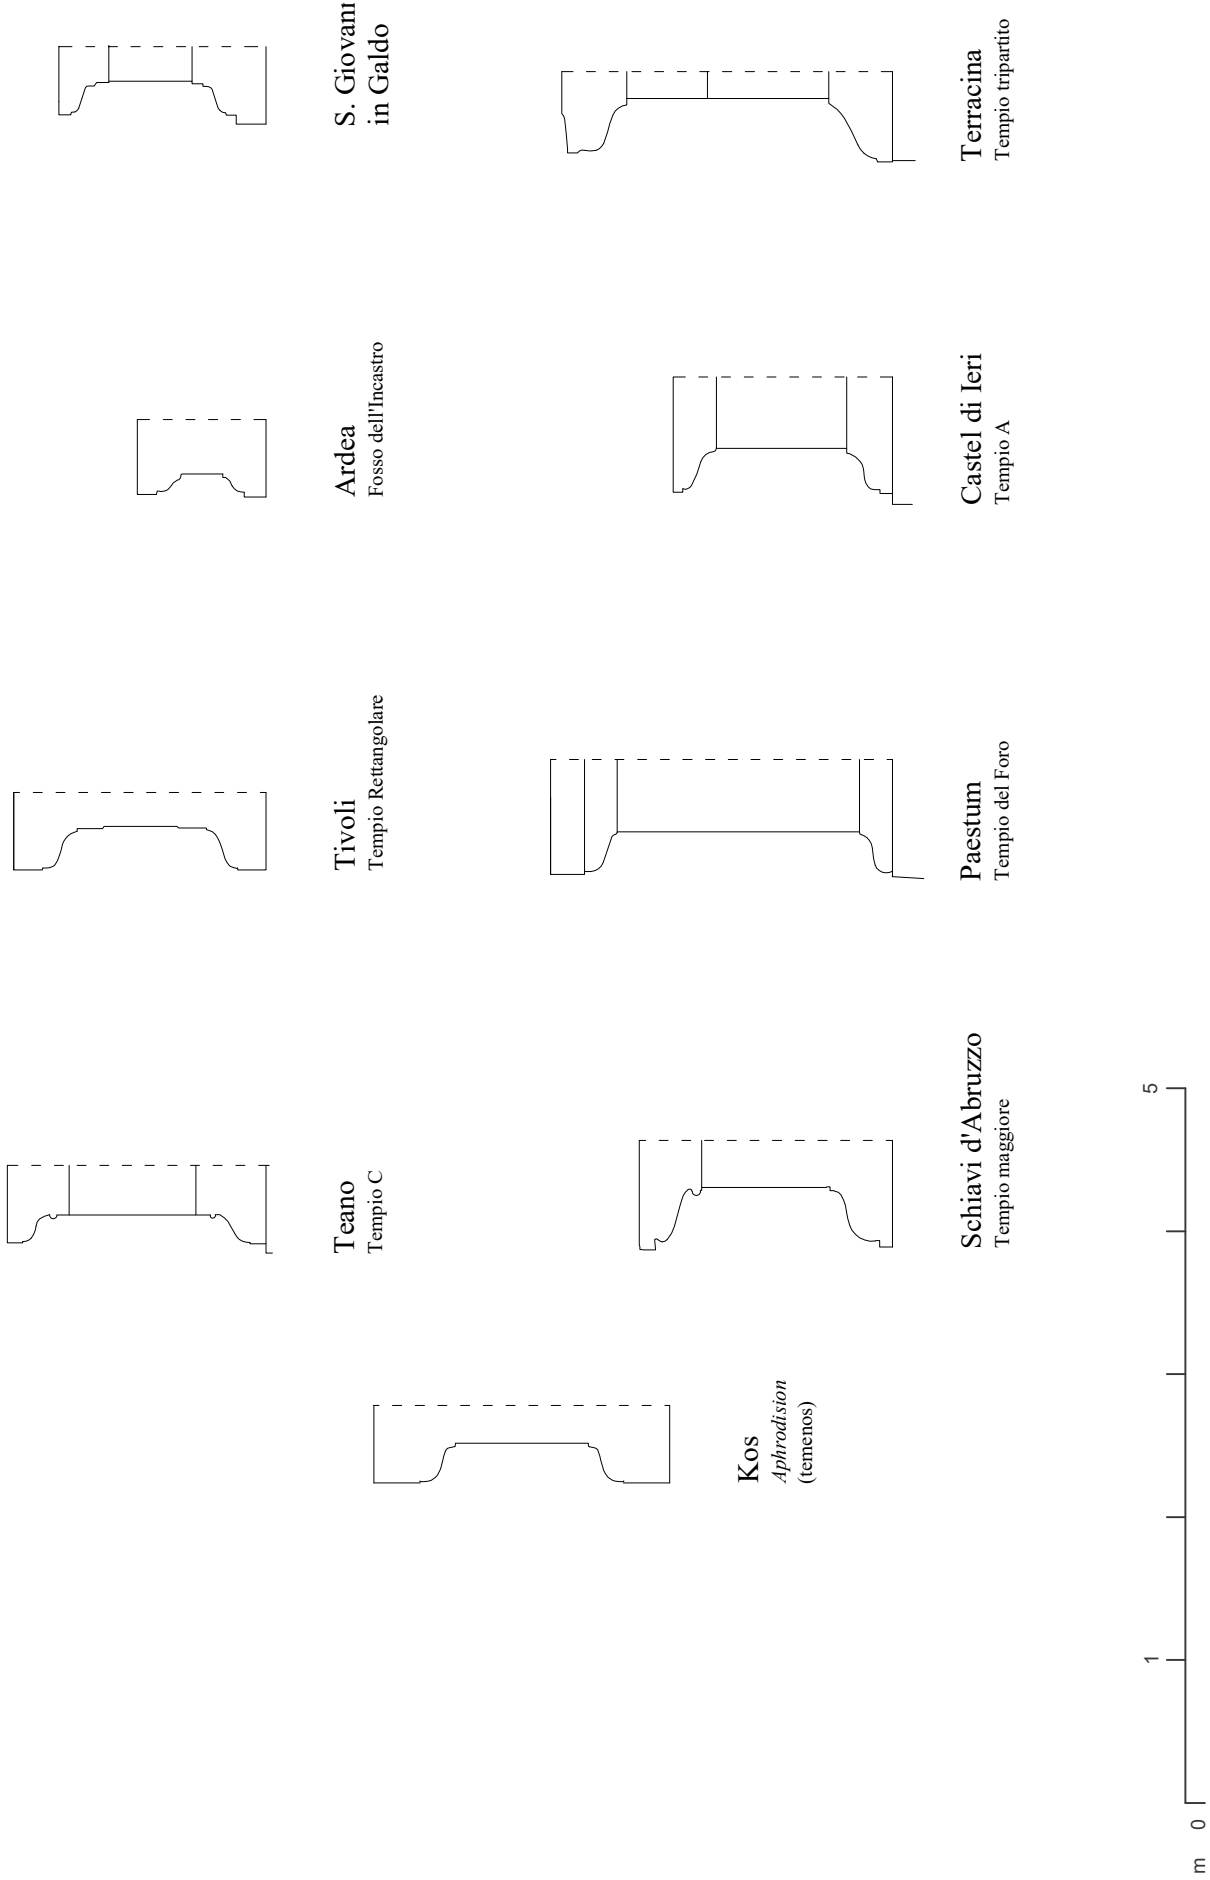 Teano
Tempio C
Tivoli
Tempio Rettangolare
Ardea
Fosso dell'Incastro
S. Giovann
in Galdo
Kos
Aphrodision
(temenos)
Schiavi d'Abruzzo
Tempio maggiore
Paestum
Tempio del Foro
Castel di Ieri
Tempio A
Terracina
Tempio tripartito
m 0 1 5